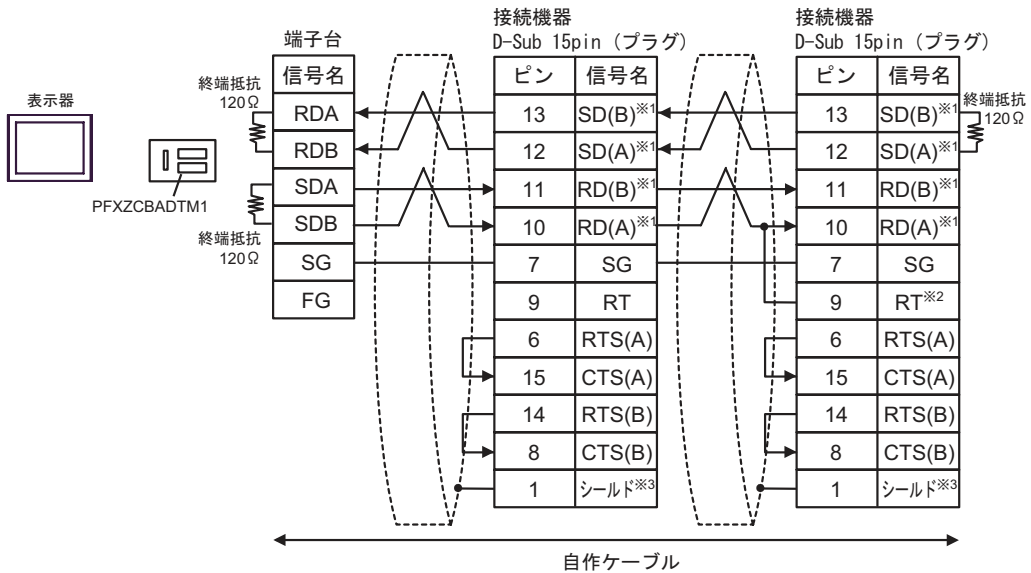 表示器
PFXZCBADTM1
終端抵抗
120Ω
終端抵抗
120Ω
端子台
信号名
RDA
RDB
SDA
SDB
SG
FG
接続機器
D-Sub 15pin (プラグ)
ピン 信号名
13 SD(B)※1
12 SD(A)※1
11 RD(B)※1
10 RD(A)※1
7 SG
9 RT
6 RTS(A)
15 CTS(A)
14 RTS(B)
8 CTS(B)
1 シールド※3
接続機器
D-Sub 15pin (プラグ)
ピン 信号名
13 SD(B)※1
12 SD(A)※1
11 RD(B)※1
10 RD(A)※1
7 SG
9 RT※2
6 RTS(A)
15 CTS(A)
14 RTS(B)
8 CTS(B)
1 シールド※3
終端抵抗
120Ω
自作ケーブル